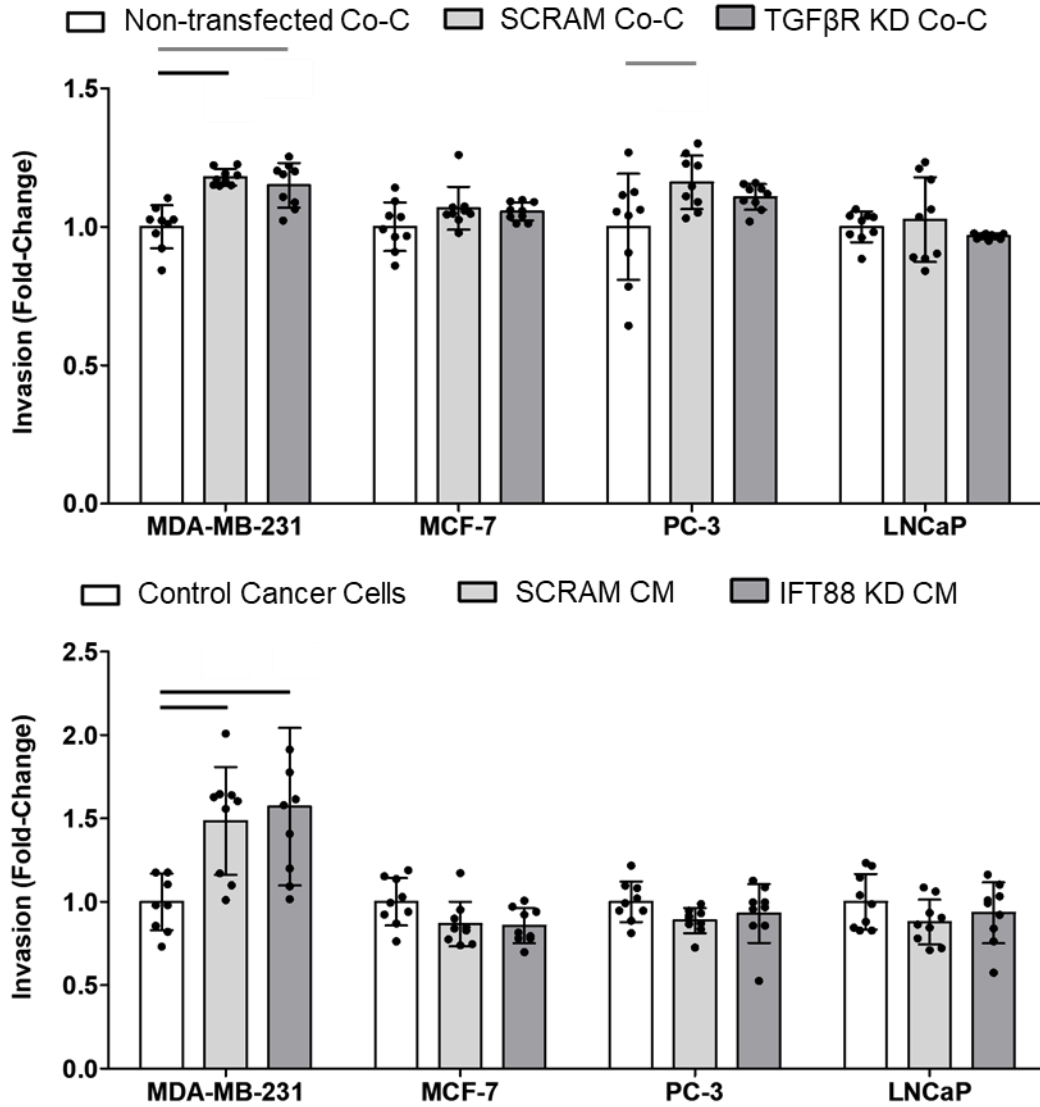 Non-transfected Co-C SCRAM Co-C TGFβR KD Co-C
Invasion (Fold-Change)
1.5
1.0
0.5
0.0
MDA-MB-231 MCF-7 PC-3 LNCaP
Control Cancer Cells SCRAM CM IFT88 KD CM
Invasion (Fold-Change)
2.5
2.0
1.5
1.0
0.5
0.0
MDA-MB-231 MCF-7 PC-3 LNCaP